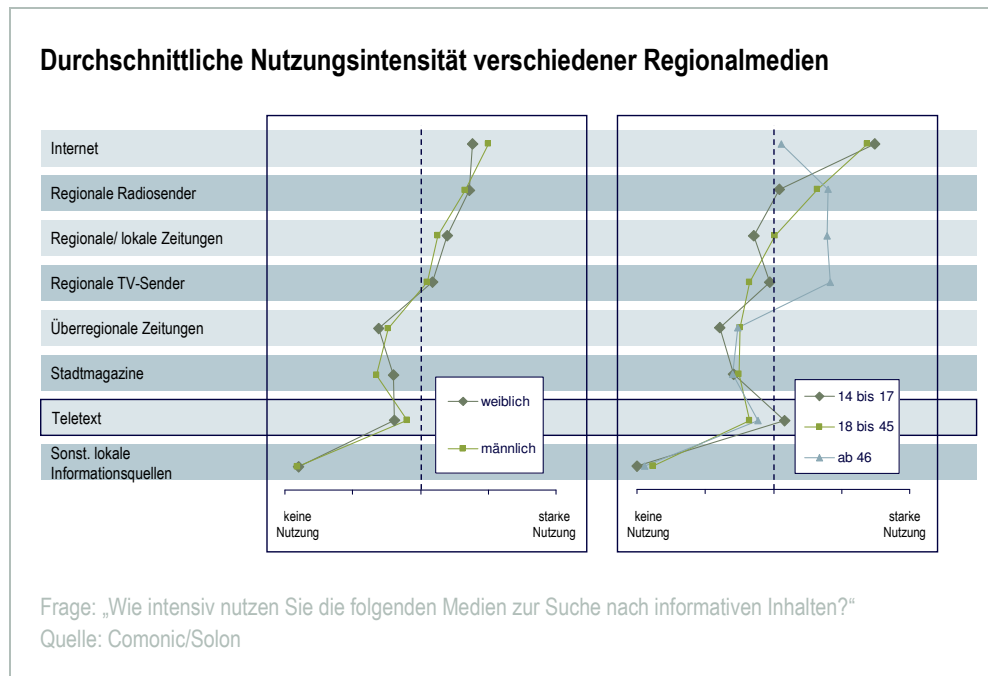 Durchschnittliche Nutzungsintensität verschiedener Regionalmedien
Internet
Regionale Radiosender
Regionale/ lokale Zeitungen
Regionale TV-Sender
Überregionale Zeitungen
Stadtmagazine
Teletext
Sonst. lokale
Informationsquellen
weiblich
männlich
keine
Nutzung
starke
Nutzung
14 bis 17
18 bis 45
ab 46
keine
Nutzung
starke
Nutzung
Frage: „Wie intensiv nutzen Sie die folgenden Medien zur Suche nach informativen Inhalten?“
Quelle: Comonic/Solon